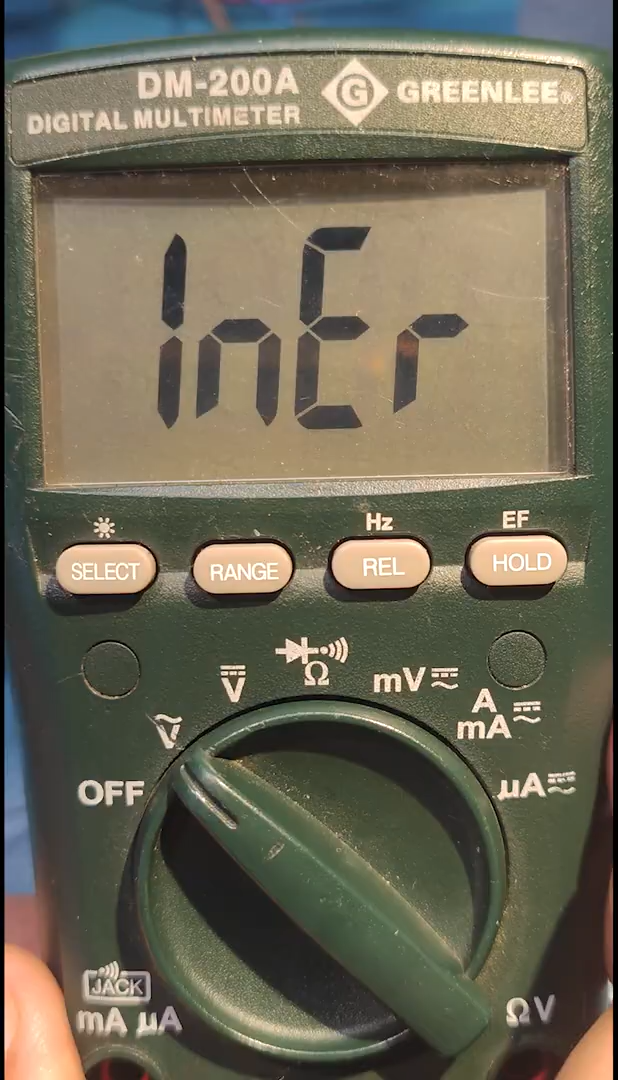 DM-200A G GREENLEE®
DIGITAL MULTIMETER
InEr
Hz EF
SELECT RANGE REL HOLD
Ω
V mV
A
V mA
OFF µA
JACK
mA µA Ω V